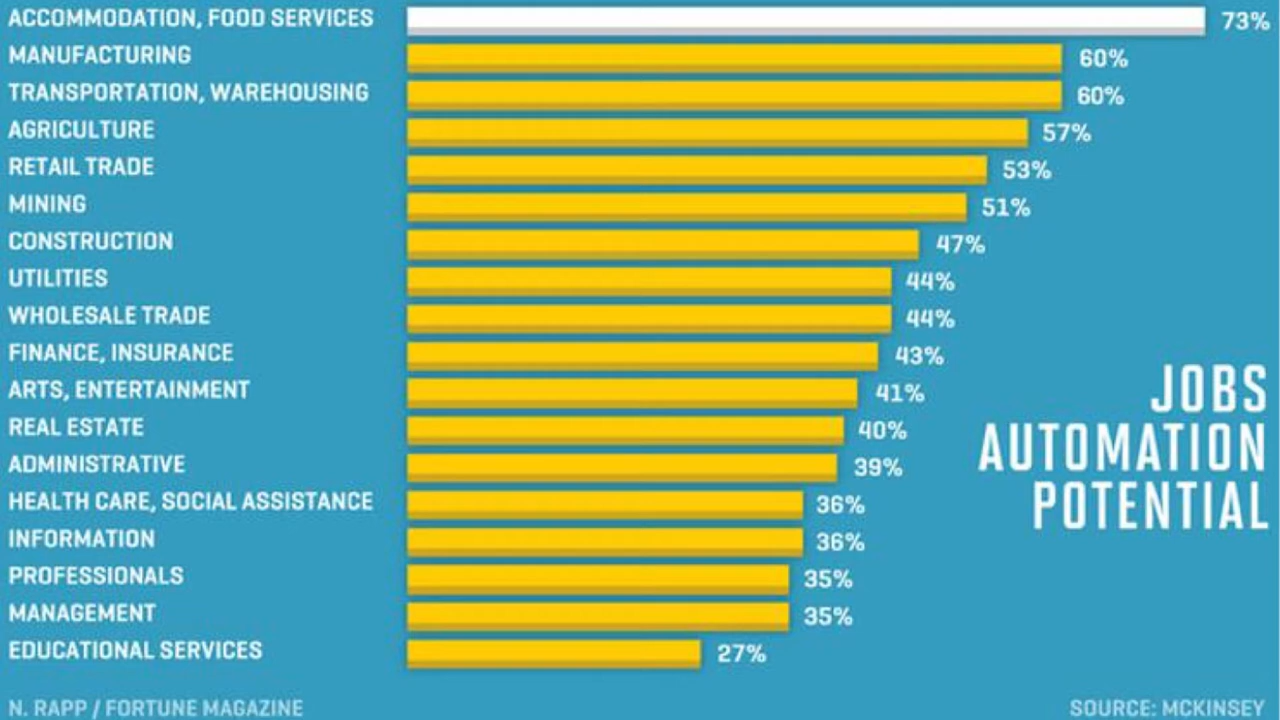 ACCOMMODATION, FOOD SERVICES 73%
MANUFACTURING 60%
TRANSPORTATION, WAREHOUSING 60%
AGRICULTURE 57%
RETAIL TRADE 53%
MINING 51%
CONSTRUCTION 47%
UTILITIES 44%
WHOLESALE TRADE 44%
FINANCE, INSURANCE 43%
ARTS, ENTERTAINMENT 41%
REAL ESTATE 40%
ADMINISTRATIVE 39%
HEALTH CARE, SOCIAL ASSISTANCE 36%
INFORMATION 36%
PROFESSIONALS 35%
MANAGEMENT 35%
EDUCATIONAL SERVICES 27%
JOBS
AUTOMATION
POTENTIAL
N. RAPP / FORTUNE MAGAZINE
SOURCE: MCKINSEY